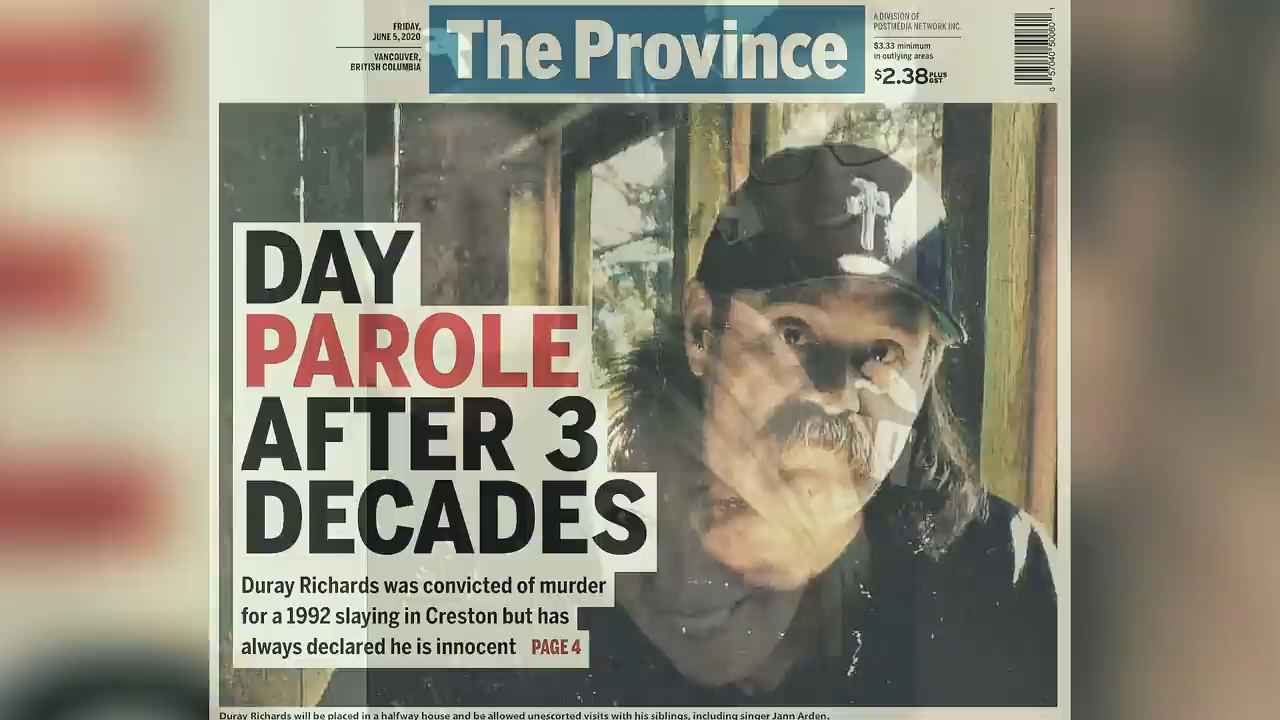 FRIDAY,
JUNE 5, 2020
VANCOUVER,
BRITISH COLUMBIA
The Province
A DIVISION OF
POSTMEDIA NETWORK INC.
$3.33 minimum
in outlying areas
$2.38 PLUS GST
DAY
PAROLE
AFTER 3
DECADES
Duray Richards was convicted of murder
for a 1992 slaying in Creston but has
always declared he is innocent PAGE 4
Duray Richards will be placed in a halfway house and be allowed unescorted visits with his siblings, including singer Jann Arden.